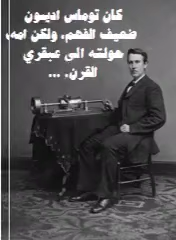 كان توماس اديسون
ضعيف الفهم، ولكن امه،
حولته الى عبقري
القرن، ...